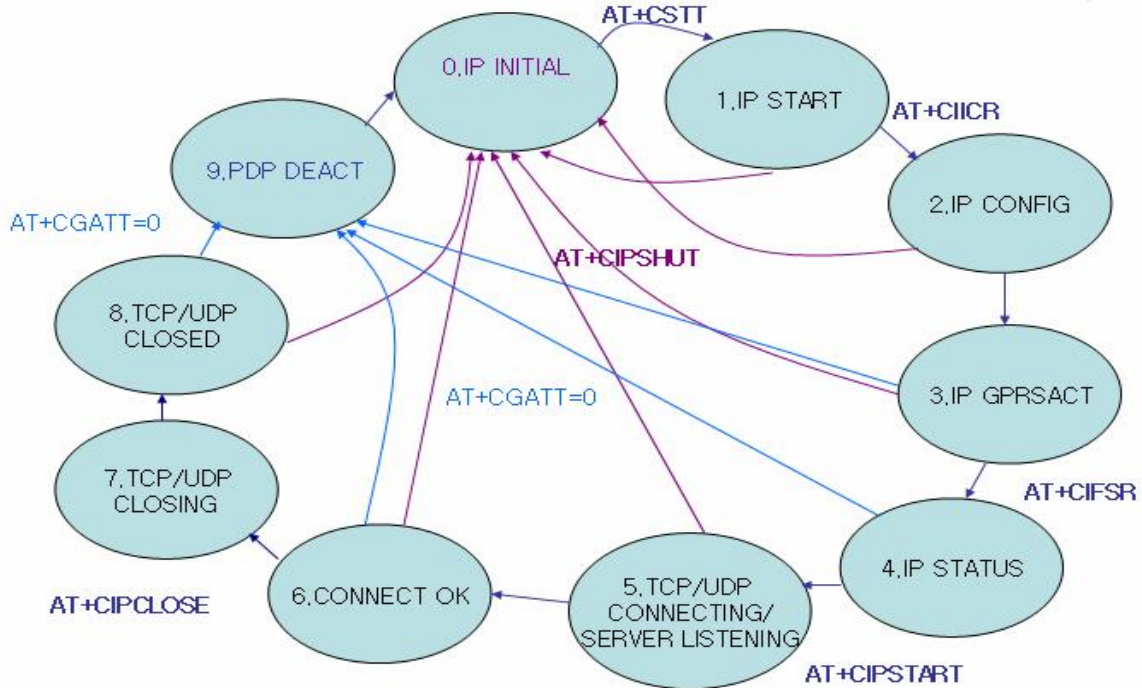 AT+CSTT
0,IP INITIAL
1,IP START
AT+CIICR
9,PDP DEACT
2,IP CONFIG
AT+CGATT=0
AT+CIPSHUT
8,TCP/UDP
CLOSED
3,IP GPRSACT
AT+CGATT=0
7,TCP/UDP
CLOSING
AT+CIFSR
4,IP STATUS
6,CONNECT OK
5,TCP/UDP
CONNECTING/
SERVER LISTENING
AT+CIPCLOSE
AT+CIPSTART